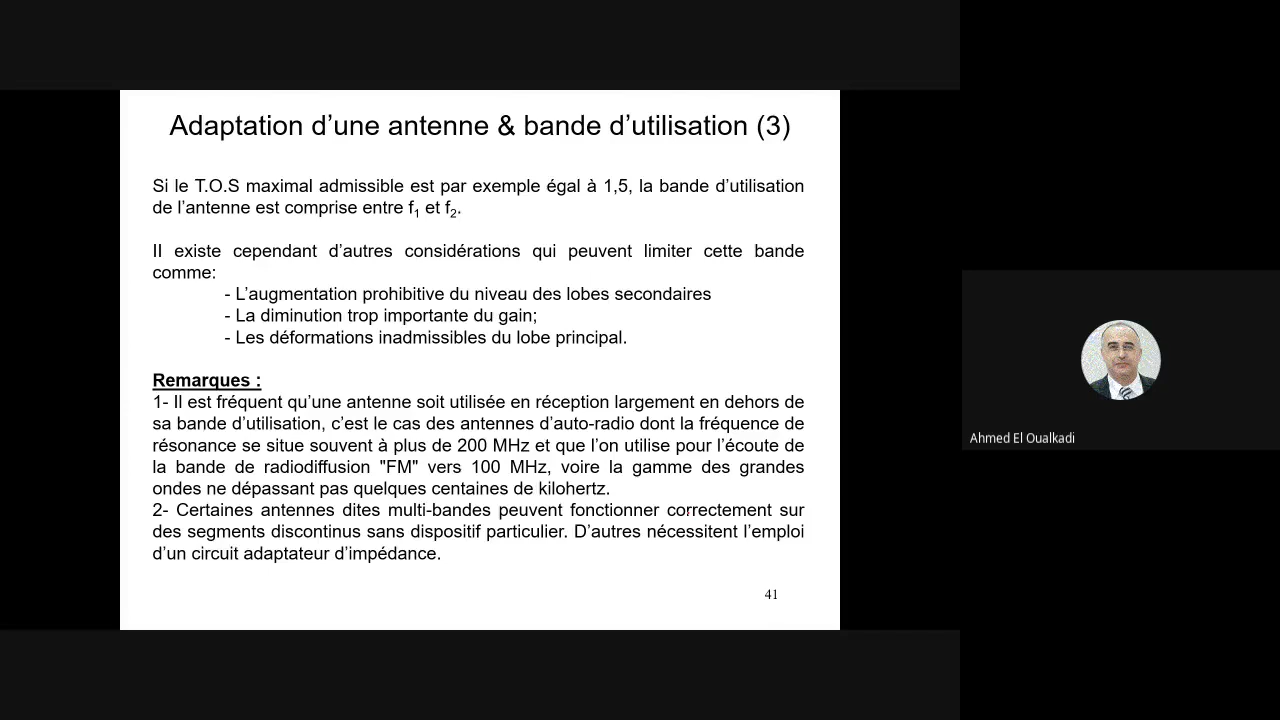 Adaptation d’une antenne & bande d’utilisation (3)
Si le T.O.S maximal admissible est par exemple égal à 1,5, la bande d’utilisation
de l’antenne est comprise entre f1 et f2.
II existe cependant d’autres considérations qui peuvent limiter cette bande
comme:
- L’augmentation prohibitive du niveau des lobes secondaires
- La diminution trop importante du gain;
- Les déformations inadmissibles du lobe principal.
Remarques :
1- Il est fréquent qu’une antenne soit utilisée en réception largement en dehors de
sa bande d’utilisation, c’est le cas des antennes d’auto-radio dont la fréquence de
résonance se situe souvent à plus de 200 MHz et que l’on utilise pour l’écoute de
la bande de radiodiffusion "FM" vers 100 MHz, voire la gamme des grandes
ondes ne dépassant pas quelques centaines de kilohertz.
2- Certaines antennes dites multi-bandes peuvent fonctionner correctement sur
des segments discontinus sans dispositif particulier. D’autres nécessitent l’emploi
d’un circuit adaptateur d’impédance.
41
Ahmed El Oualkadi